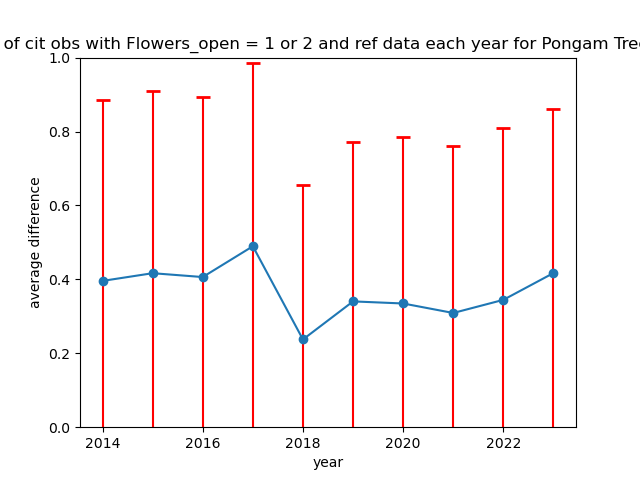 of cit obs with Flowers_open = 1 or 2 and ref data each year for Pongam
1.0
0.8
0.6
0.4
0.2
0.0
average difference
2014 2016 2018 2020 2022
year